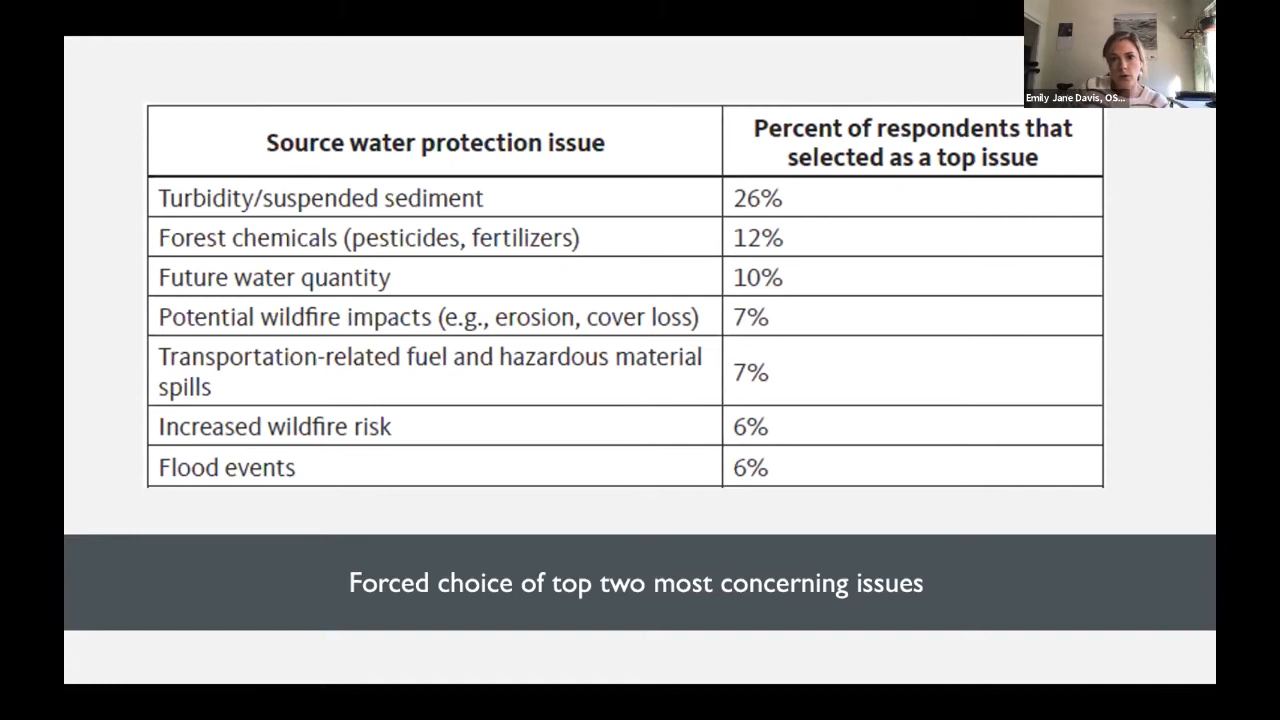 Emily Jane Davis, OS...
Source water protection issue
Percent of respondents that
selected as a top issue
Turbidity/suspended sediment
26%
Forest chemicals (pesticides, fertilizers)
12%
Future water quantity
10%
Potential wildfire impacts (e.g., erosion, cover loss)
7%
Transportation-related fuel and hazardous material
spills
7%
Increased wildfire risk
6%
Flood events
6%
Forced choice of top two most concerning issues